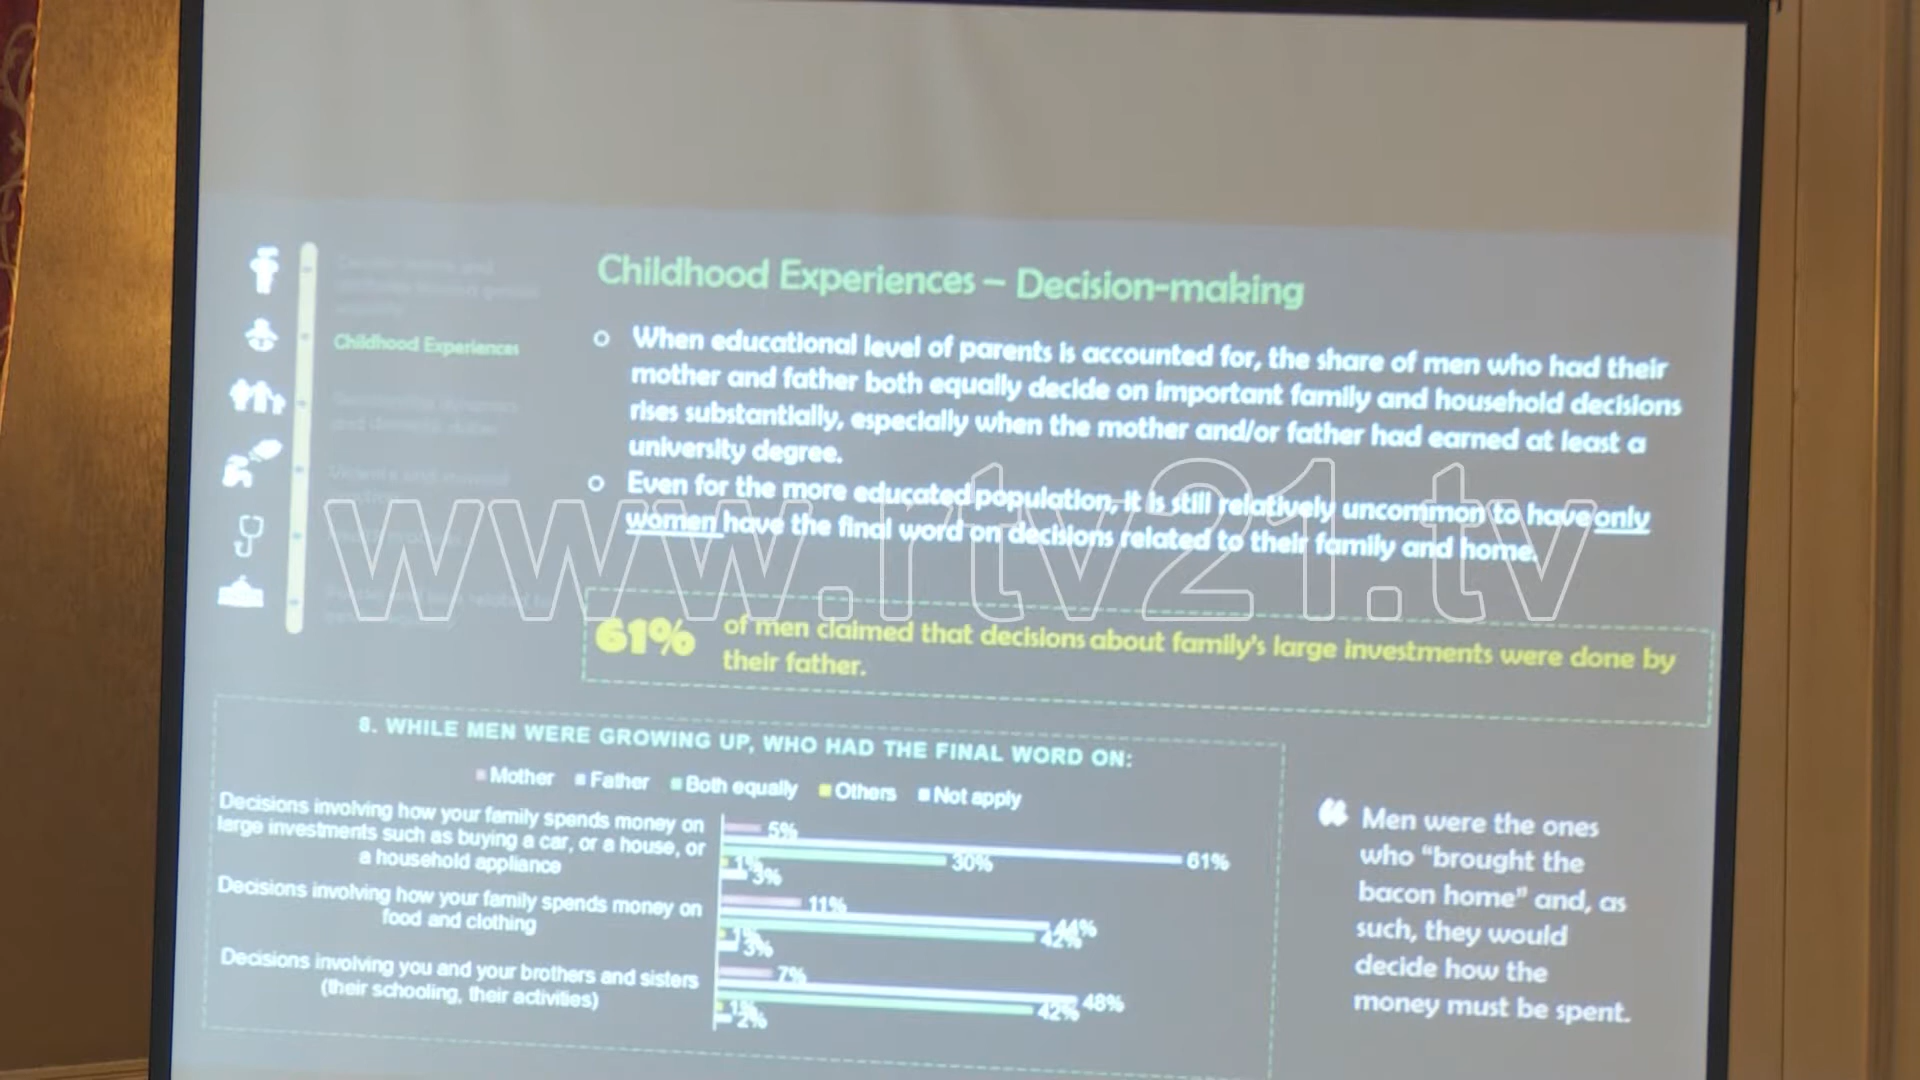 Childhood Experiences
Childhood Experiences – Decision-making
When educational level of parents is accounted for, the share of men who had their
mother and father both equally decide on important family and household decisions
rises substantially, especially when the mother and/or father had earned at least a
university degree.
Even for the more educated population, it is still relatively uncommon to have only
women have the final word on decisions related to their family and home.
www.rtv21.tv
61% of men claimed that decisions about family's large investments were done by
their father.
8. WHILE MEN WERE GROWING UP, WHO HAD THE FINAL WORD ON:
Mother Father Both equally Others Not apply
Decisions involving how your family spends money on
large investments such as buying a car, or a house, or
a household appliance
5%
61%
30%
1%
3%
Decisions involving how your family spends money on
food and clothing
11%
44%
42%
1%
3%
Decisions involving you and your brothers and sisters
(their schooling, their activities)
7%
48%
42%
1%
2%
“ Men were the ones
who “brought the
bacon home” and, as
such, they would
decide how the
money must be spent.